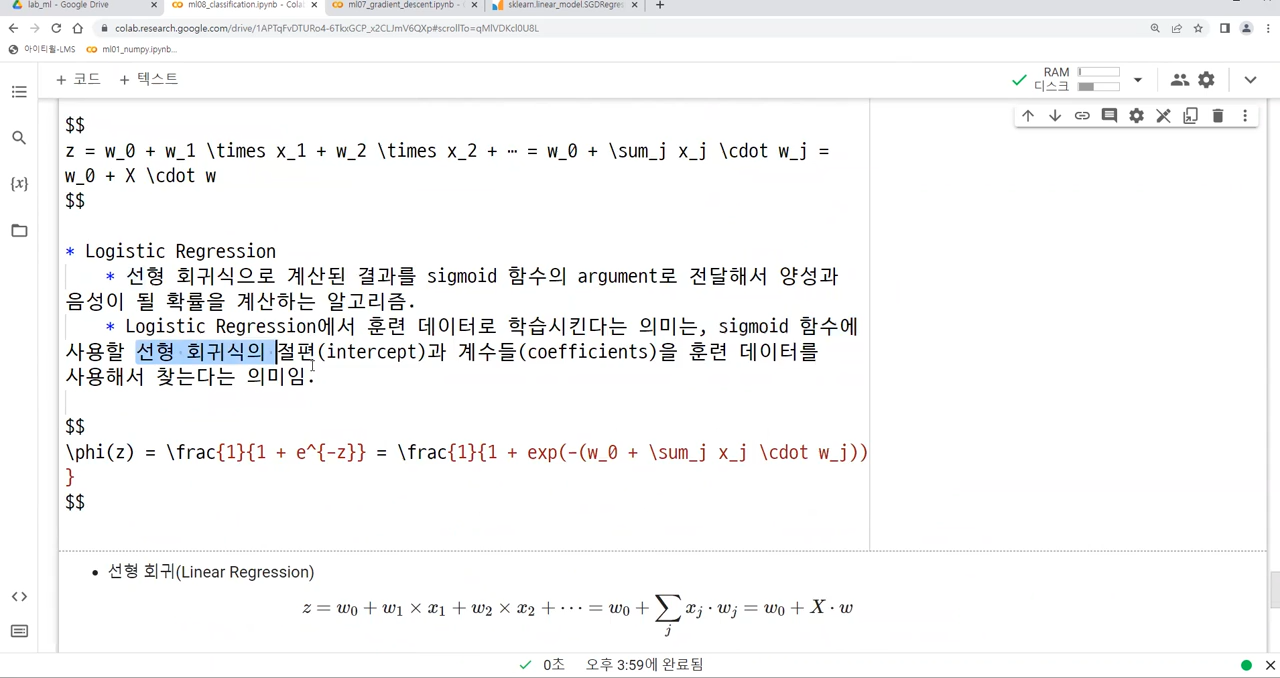 lab_ml - Google Drive
ml08_classification.ipynb - Colab
ml07_gradient_descent.ipynb - C
sklearn.linear_model.SGDRegres
colab.research.google.com/drive/1APTqFvDTURo4-6TkxGCP_x2CLJmV6QXp#scrollTo=qMlVDKcl0U8L
아이티윌-LMS
ml01_numpy.ipynb...
+ 코드 + 텍스트
RAM
디스크
$$
z = w_0 + w_1 \times x_1 + w_2 \times x_2 + ⋯ = w_0 + \sum_j x_j \cdot w_j =
w_0 + X \cdot w
$$
* Logistic Regression
* 선형 회귀식으로 계산된 결과를 sigmoid 함수의 argument로 전달해서 양성과
음성이 될 확률을 계산하는 알고리즘.
* Logistic Regression에서 훈련 데이터로 학습시킨다는 의미는, sigmoid 함수에
사용할 선형 회귀식의 절편(intercept)과 계수들(coefficients)을 훈련 데이터를
사용해서 찾는다는 의미임.
$$
\phi(z) = \frac{1}{1 + e^{-z}} = \frac{1}{1 + exp(-(w_0 + \sum_j x_j \cdot w_j))
}
$$
• 선형 회귀(Linear Regression)
z = w₀ + w₁ × x₁ + w₂ × x₂ + ⋯ = w₀ + ∑ⱼ xⱼ · wⱼ = w₀ + X · w
0초 오후 3:59에 완료됨